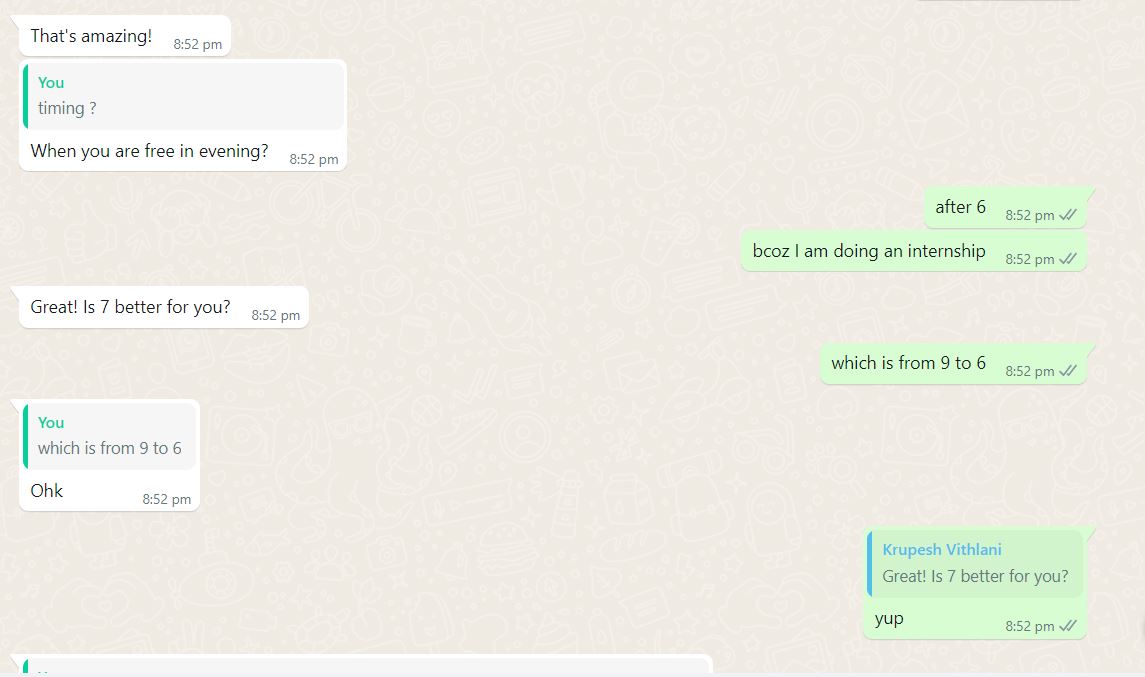 That's amazing!
8:52 pm
You
timing ?
When you are free in evening?
8:52 pm
after 6
8:52 pm
bcoz I am doing an internship
8:52 pm
Great! Is 7 better for you?
8:52 pm
which is from 9 to 6
8:52 pm
You
which is from 9 to 6
Ohk
8:52 pm
Krupesh Vithlani
Great! Is 7 better for you?
yup
8:52 pm